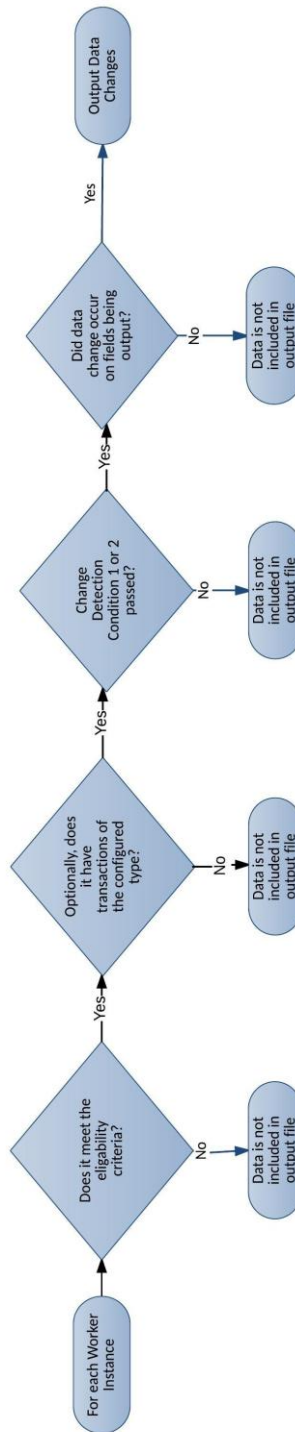 For each Worker
Instance
Does it meet the
eligability
criteria?
No
Data is not
included in
output file
Yes
Optionally, does
it have
transactions of
the configured
type?
No
Data is not
included in
output file
Yes
Change
Detection
Condition 1 or 2
passed?
No
Data is not
included in
output file
Yes
Did data
change occur
on fields being
output?
No
Data is not
included in
output file
Yes
Output Data
Changes